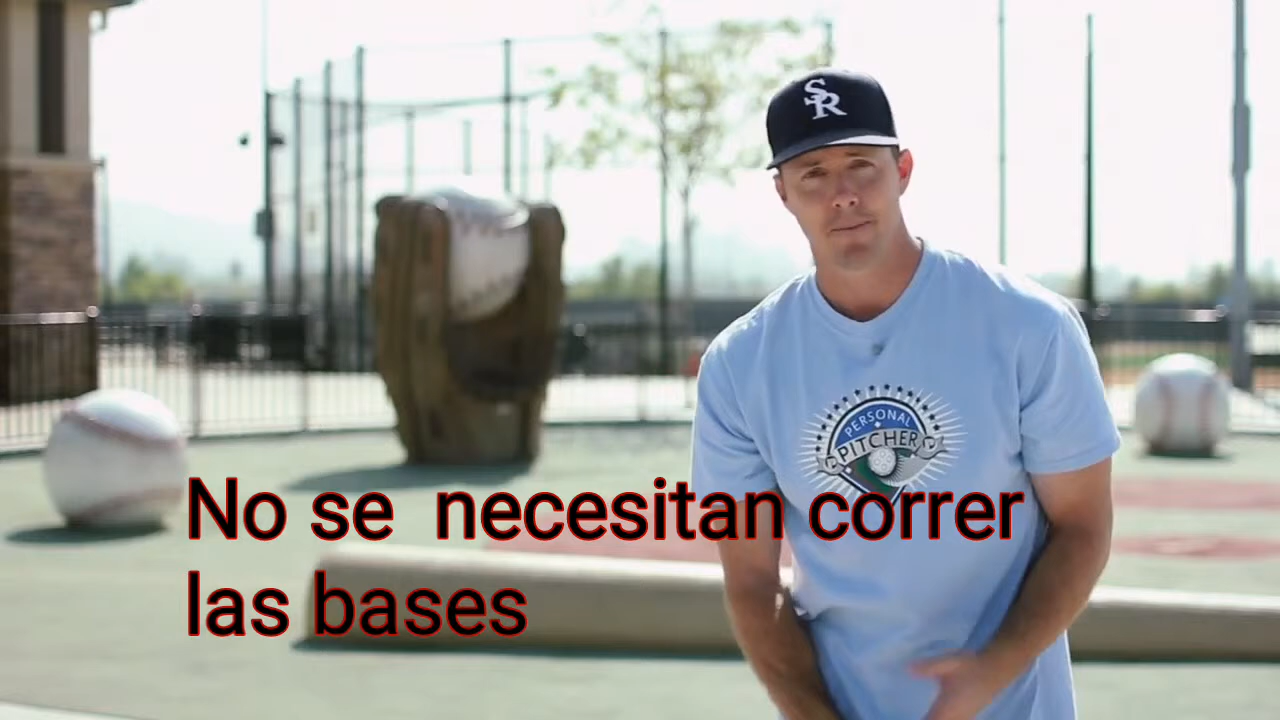 SR
PERSONAL
PITCHER
No se  necesitan correr
las bases